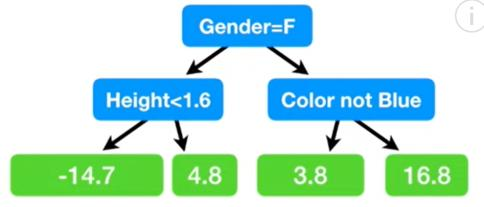 Gender=F
Height<1.6
Color not Blue
-14.7
4.8
3.8
16.8